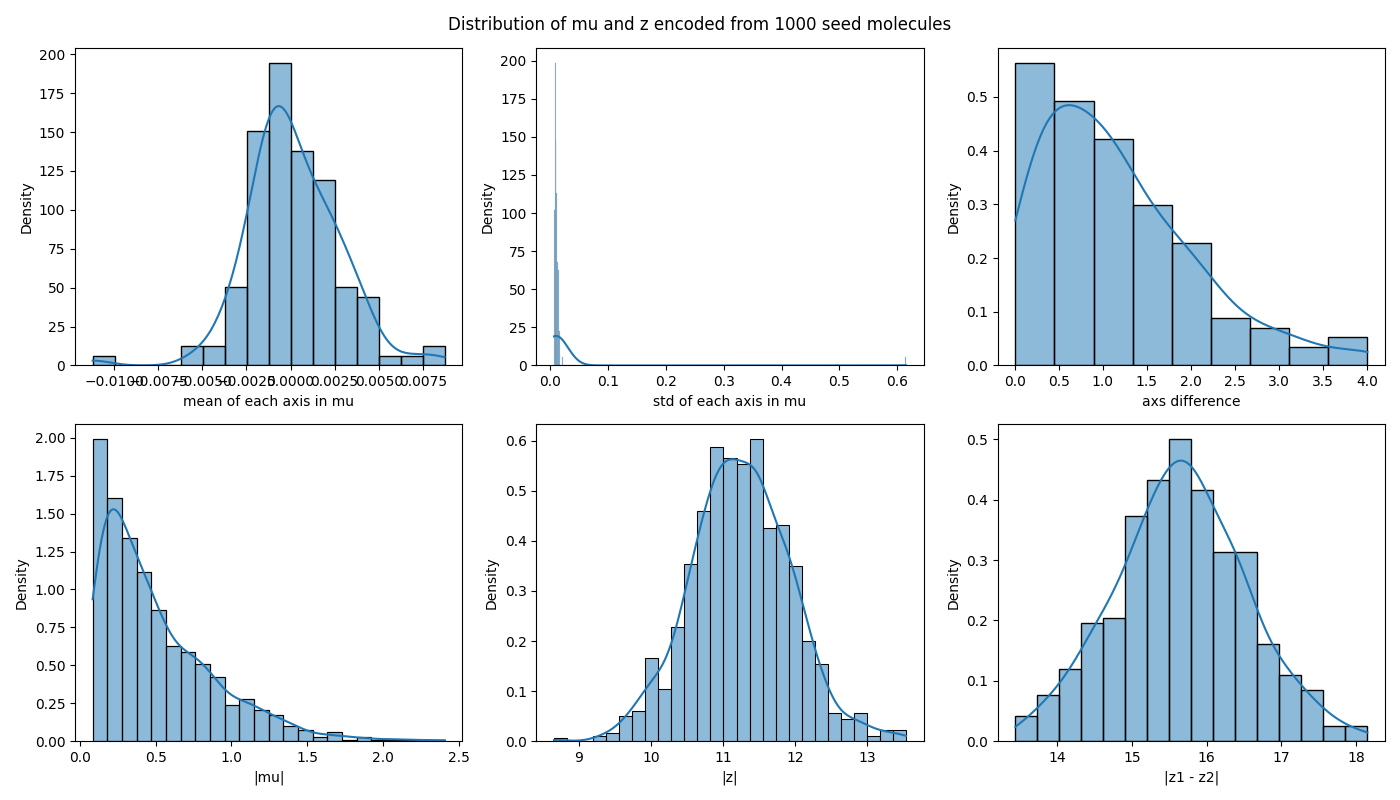 Distribution of mu and z encoded from 1000 seed molecules
200
175
150
125
100
75
50
25
0
Density
−0.0100 −0.0075 −0.0050 −0.0025 0.0000 0.0025 0.0050 0.0075
mean of each axis in mu
200
175
150
125
100
75
50
25
0
Density
0.0 0.1 0.2 0.3 0.4 0.5 0.6
std of each axis in mu
0.5
0.4
0.3
0.2
0.1
0.0
Density
0.0 0.5 1.0 1.5 2.0 2.5 3.0 3.5 4.0
axs difference
2.00
1.75
1.50
1.25
1.00
0.75
0.50
0.25
0.00
Density
0.0 0.5 1.0 1.5 2.0 2.5
|mu|
0.6
0.5
0.4
0.3
0.2
0.1
0.0
Density
9 10 11 12 13
|z|
0.5
0.4
0.3
0.2
0.1
0.0
Density
14 15 16 17 18
|z1 - z2|